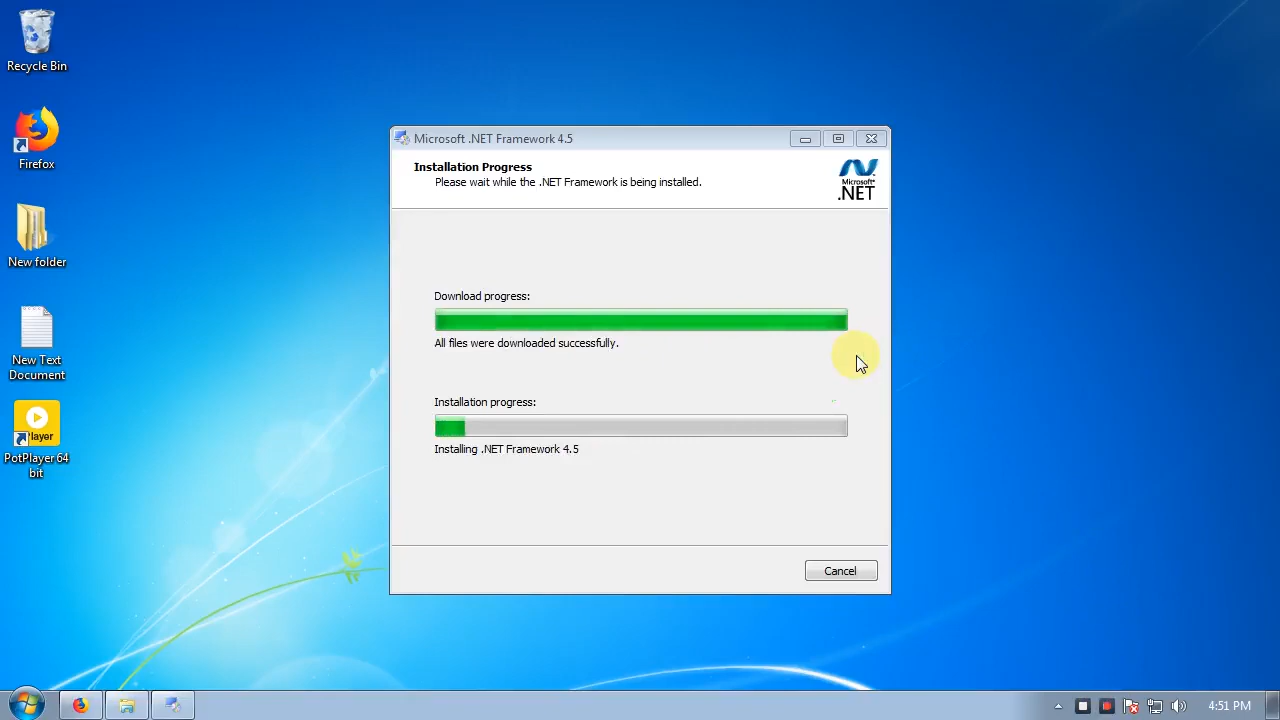 Recycle Bin
Firefox
New folder
New Text
Document
Player
PotPlayer 64
bit
Microsoft .NET Framework 4.5
Installation Progress
Please wait while the .NET Framework is being installed.
Microsoft®
.NET
Download progress:
All files were downloaded successfully.
Installation progress:
Installing .NET Framework 4.5
Cancel
4:51 PM